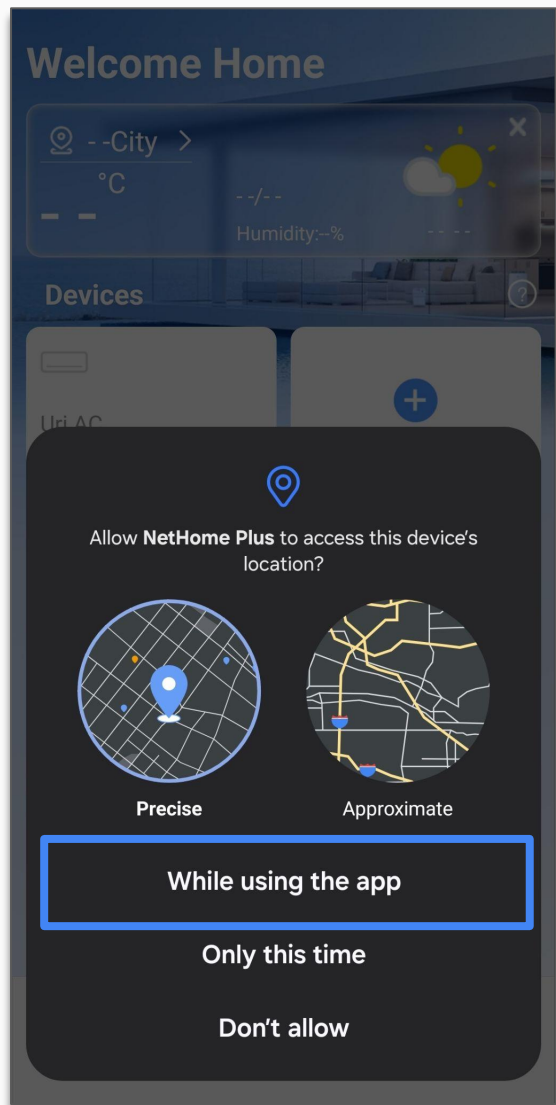 Welcome Home
--City >
°C
-- --/--
Humidity:--% -- --
Devices
?
Uri AC
Allow NetHome Plus to access this device's
location?
Precise Approximate
While using the app
Only this time
Don't allow